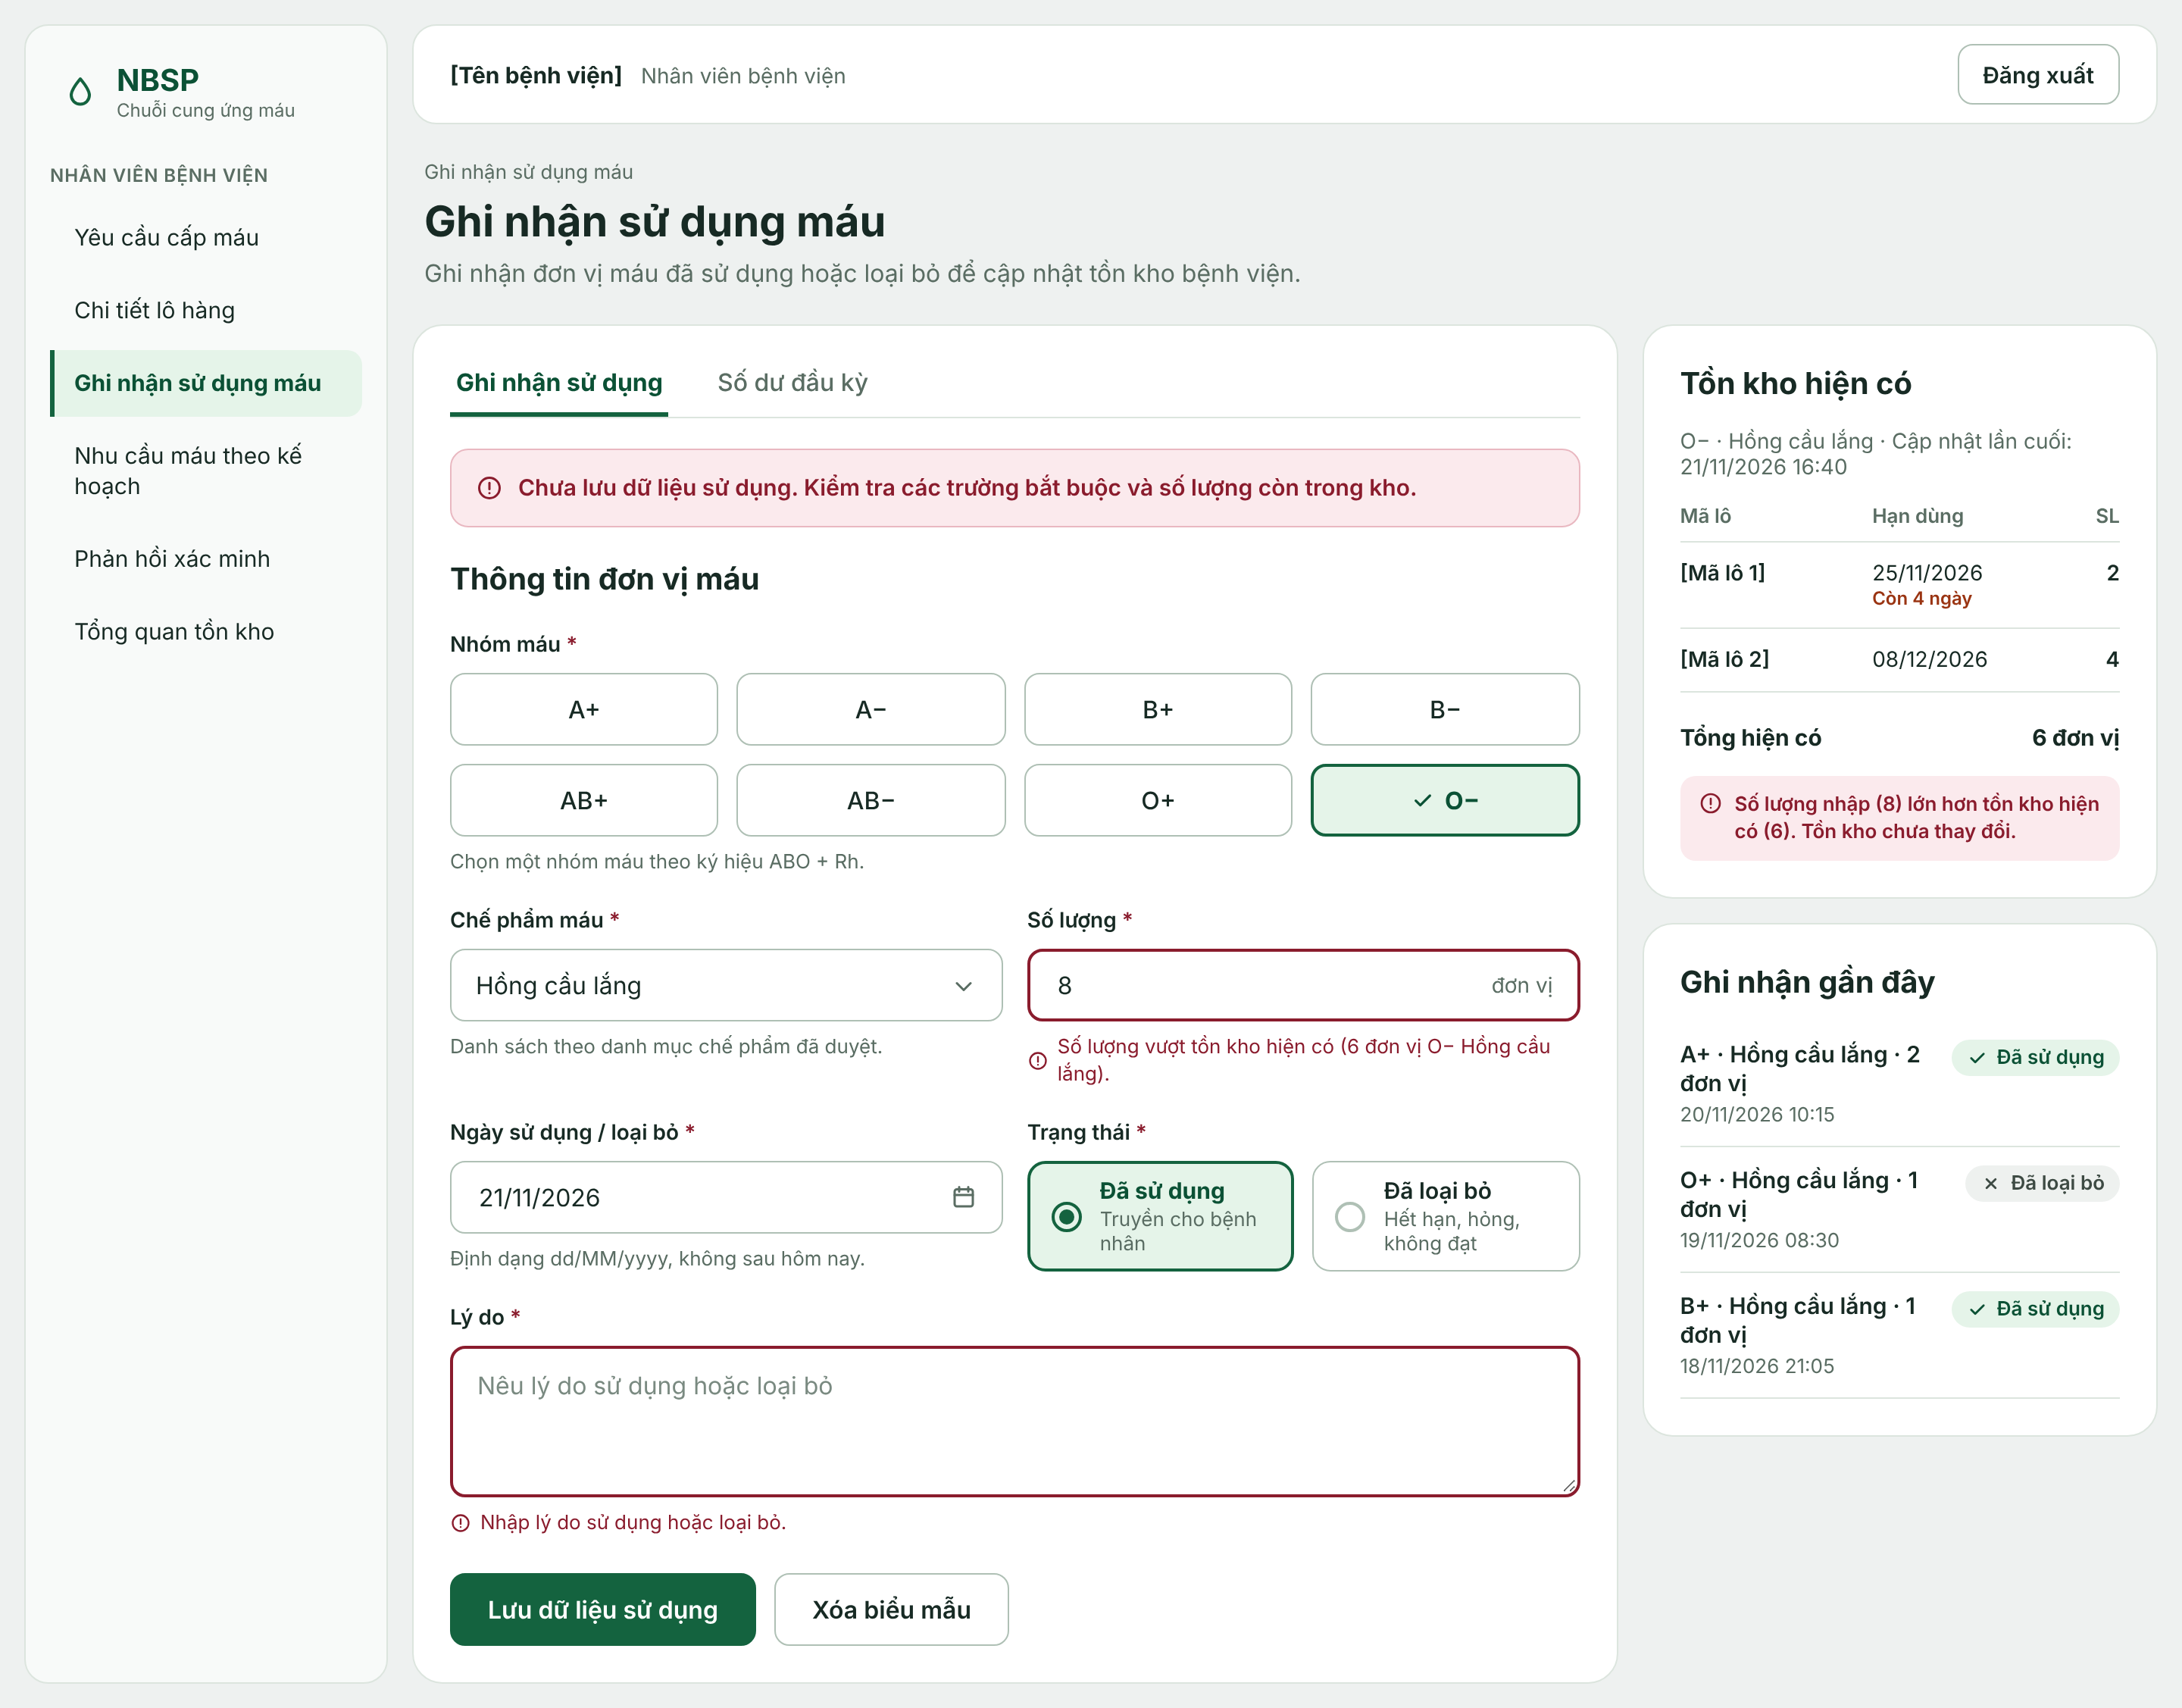 NBSP
Chuỗi cung ứng máu
NHÂN VIÊN BỆNH VIỆN
Yêu cầu cấp máu
Chi tiết lô hàng
Ghi nhận sử dụng máu
Nhu cầu máu theo kế
hoạch
Phản hồi xác minh
Tổng quan tồn kho
[Tên bệnh viện] Nhân viên bệnh viện
Đăng xuất
Ghi nhận sử dụng máu
Ghi nhận sử dụng máu
Ghi nhận đơn vị máu đã sử dụng hoặc loại bỏ để cập nhật tồn kho bệnh viện.
Ghi nhận sử dụng
Số dư đầu kỳ
Chưa lưu dữ liệu sử dụng. Kiểm tra các trường bắt buộc và số lượng còn trong kho.
Thông tin đơn vị máu
Nhóm máu *
A+
A−
B+
B−
AB+
AB−
O+
O−
Chọn một nhóm máu theo ký hiệu ABO + Rh.
Chế phẩm máu *
Hồng cầu lắng
Danh sách theo danh mục chế phẩm đã duyệt.
Số lượng *
8 đơn vị
Số lượng vượt tồn kho hiện có (6 đơn vị O− Hồng cầu
lắng).
Ngày sử dụng / loại bỏ *
21/11/2026
Định dạng dd/MM/yyyy, không sau hôm nay.
Trạng thái *
Đã sử dụng
Truyền cho bệnh
nhân
Đã loại bỏ
Hết hạn, hỏng,
không đạt
Lý do *
Nêu lý do sử dụng hoặc loại bỏ
Nhập lý do sử dụng hoặc loại bỏ.
Lưu dữ liệu sử dụng
Xóa biểu mẫu
Tồn kho hiện có
O− · Hồng cầu lắng · Cập nhật lần cuối:
21/11/2026 16:40
Mã lô Hạn dùng SL
[Mã lô 1] 25/11/2026 2
Còn 4 ngày
[Mã lô 2] 08/12/2026 4
Tổng hiện có 6 đơn vị
Số lượng nhập (8) lớn hơn tồn kho hiện
có (6). Tồn kho chưa thay đổi.
Ghi nhận gần đây
A+ · Hồng cầu lắng · 2
đơn vị
20/11/2026 10:15
Đã sử dụng
O+ · Hồng cầu lắng · 1
đơn vị
19/11/2026 08:30
Đã loại bỏ
B+ · Hồng cầu lắng · 1
đơn vị
18/11/2026 21:05
Đã sử dụng